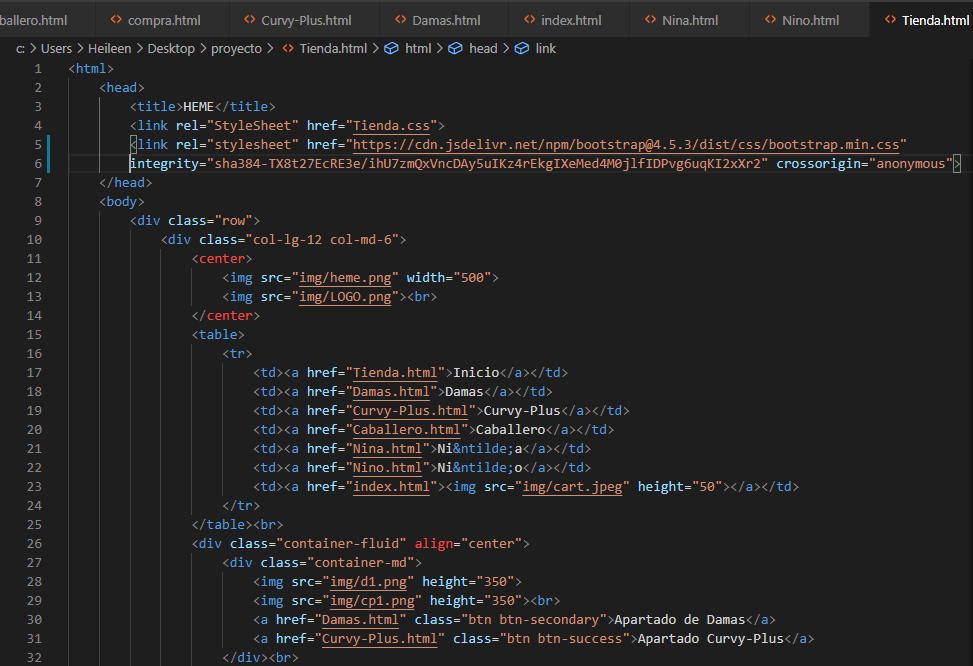 ballero.html compra.html Curvy-Plus.html Damas.html index.html Nina.html Nino.html Tienda.html
c: > Users > Heileen > Desktop > proyecto > Tienda.html > html > head > link
1 <html>
2 <head>
3 <title>HEME</title>
4 <link rel="StyleSheet" href="Tienda.css">
5 <link rel="stylesheet" href="https://cdn.jsdelivr.net/npm/bootstrap@4.5.3/dist/css/bootstrap.min.css"
6 integrity="sha384-TX8t27EcRE3e/ihU7zmQxVncDAy5uIKz4rEkgIXeMed4M0jlfIDPvg6uqKI2xXr2" crossorigin="anonymous">
7 </head>
8 <body>
9 <div class="row">
10 <div class="col-lg-12 col-md-6">
11 <center>
12 <img src="img/heme.png" width="500">
13 <img src="img/LOGO.png"><br>
14 </center>
15 <table>
16 <tr>
17 <td><a href="Tienda.html">Inicio</a></td>
18 <td><a href="Damas.html">Damas</a></td>
19 <td><a href="Curvy-Plus.html">Curvy-Plus</a></td>
20 <td><a href="Caballero.html">Caballero</a></td>
21 <td><a href="Nina.html">Ni&ntilde;a</a></td>
22 <td><a href="Nino.html">Ni&ntilde;o</a></td>
23 <td><a href="index.html"><img src="img/cart.jpeg" height="50"></a></td>
24 </tr>
25 </table><br>
26 <div class="container-fluid" align="center">
27 <div class="container-md">
28 <img src="img/d1.png" height="350">
29 <img src="img/cp1.png" height="350"><br>
30 <a href="Damas.html" class="btn btn-secondary">Apartado de Damas</a>
31 <a href="Curvy-Plus.html" class="btn btn-success">Apartado Curvy-Plus</a>
32 </div><br>